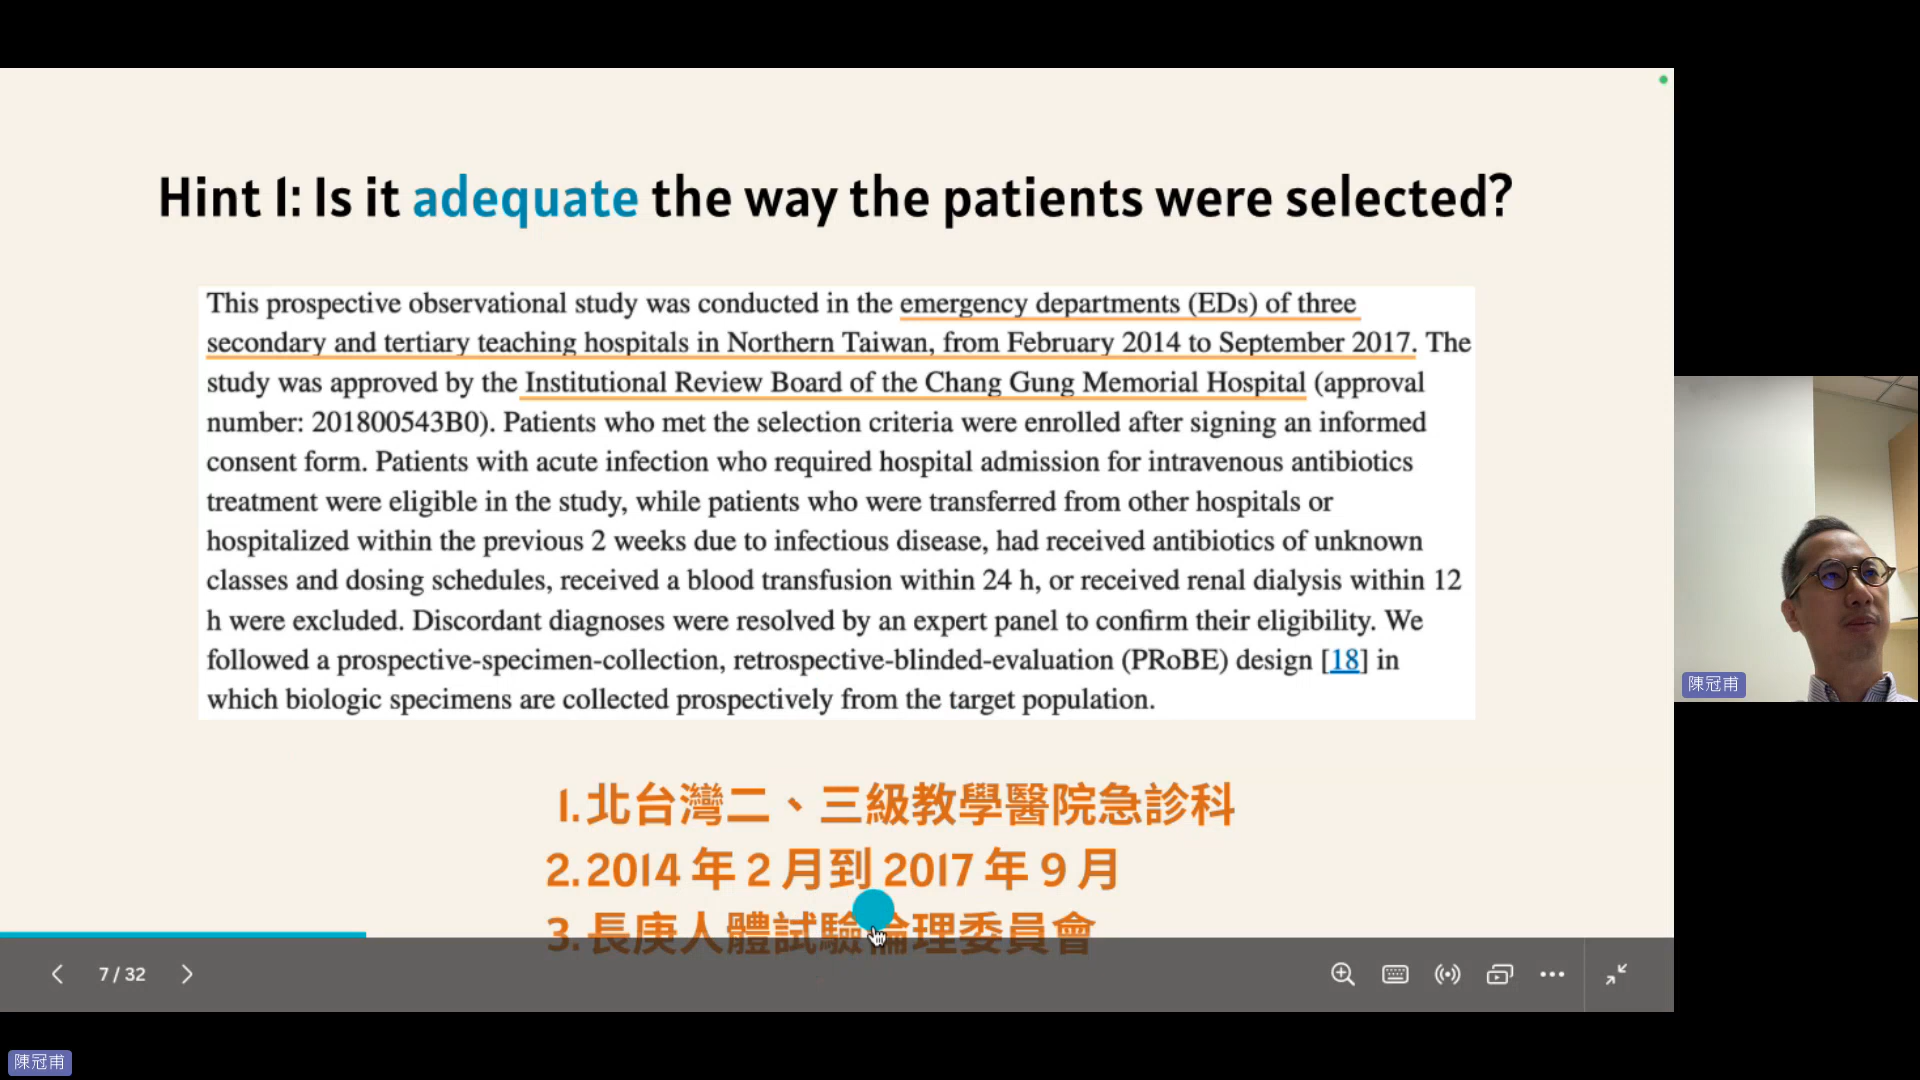 Hint 1: Is it adequate the way the patients were selected?
This prospective observational study was conducted in the emergency departments (EDs) of three
secondary and tertiary teaching hospitals in Northern Taiwan, from February 2014 to September 2017. The
study was approved by the Institutional Review Board of the Chang Gung Memorial Hospital (approval
number: 201800543B0). Patients who met the selection criteria were enrolled after signing an informed
consent form. Patients with acute infection who required hospital admission for intravenous antibiotics
treatment were eligible in the study, while patients who were transferred from other hospitals or
hospitalized within the previous 2 weeks due to infectious disease, had received antibiotics of unknown
classes and dosing schedules, received a blood transfusion within 24 h, or received renal dialysis within 12
h were excluded. Discordant diagnoses were resolved by an expert panel to confirm their eligibility. We
followed a prospective-specimen-collection, retrospective-blinded-evaluation (PRoBE) design [18] in
which biologic specimens are collected prospectively from the target population.
1. 北台灣二、三級教學醫院急診科
2. 2014 年 2 月到 2017 年 9 月
3. 長庚人體試驗倫理委員會
7 / 32
陳冠甫
陳冠甫